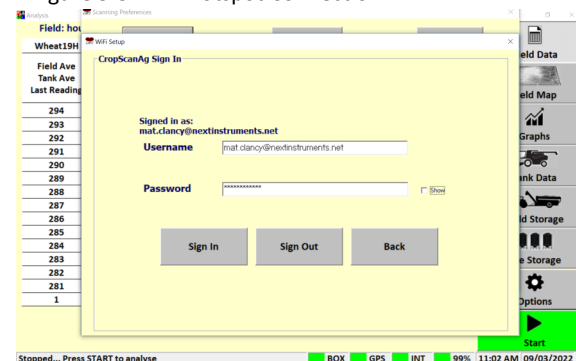 Analysis
Scanning Preferences
Field: hou
Wheat19H
Field Ave
Tank Ave
Last Reading
294
293
292
291
290
289
288
287
286
285
284
283
282
281
1
WiFi Setup
CropScanAg Sign In
Signed in as:
mat.clancy@nextinstruments.net
Username
mat.clancy@nextinstruments.net
Password
************
Show
Sign In
Sign Out
Back
eld Data
eld Map
Graphs
nk Data
ld Storage
e Storage
Options
Start
Stopped... Press START to analyse
BOX
GPS
INT
99%
11:02 AM
09/03/2022